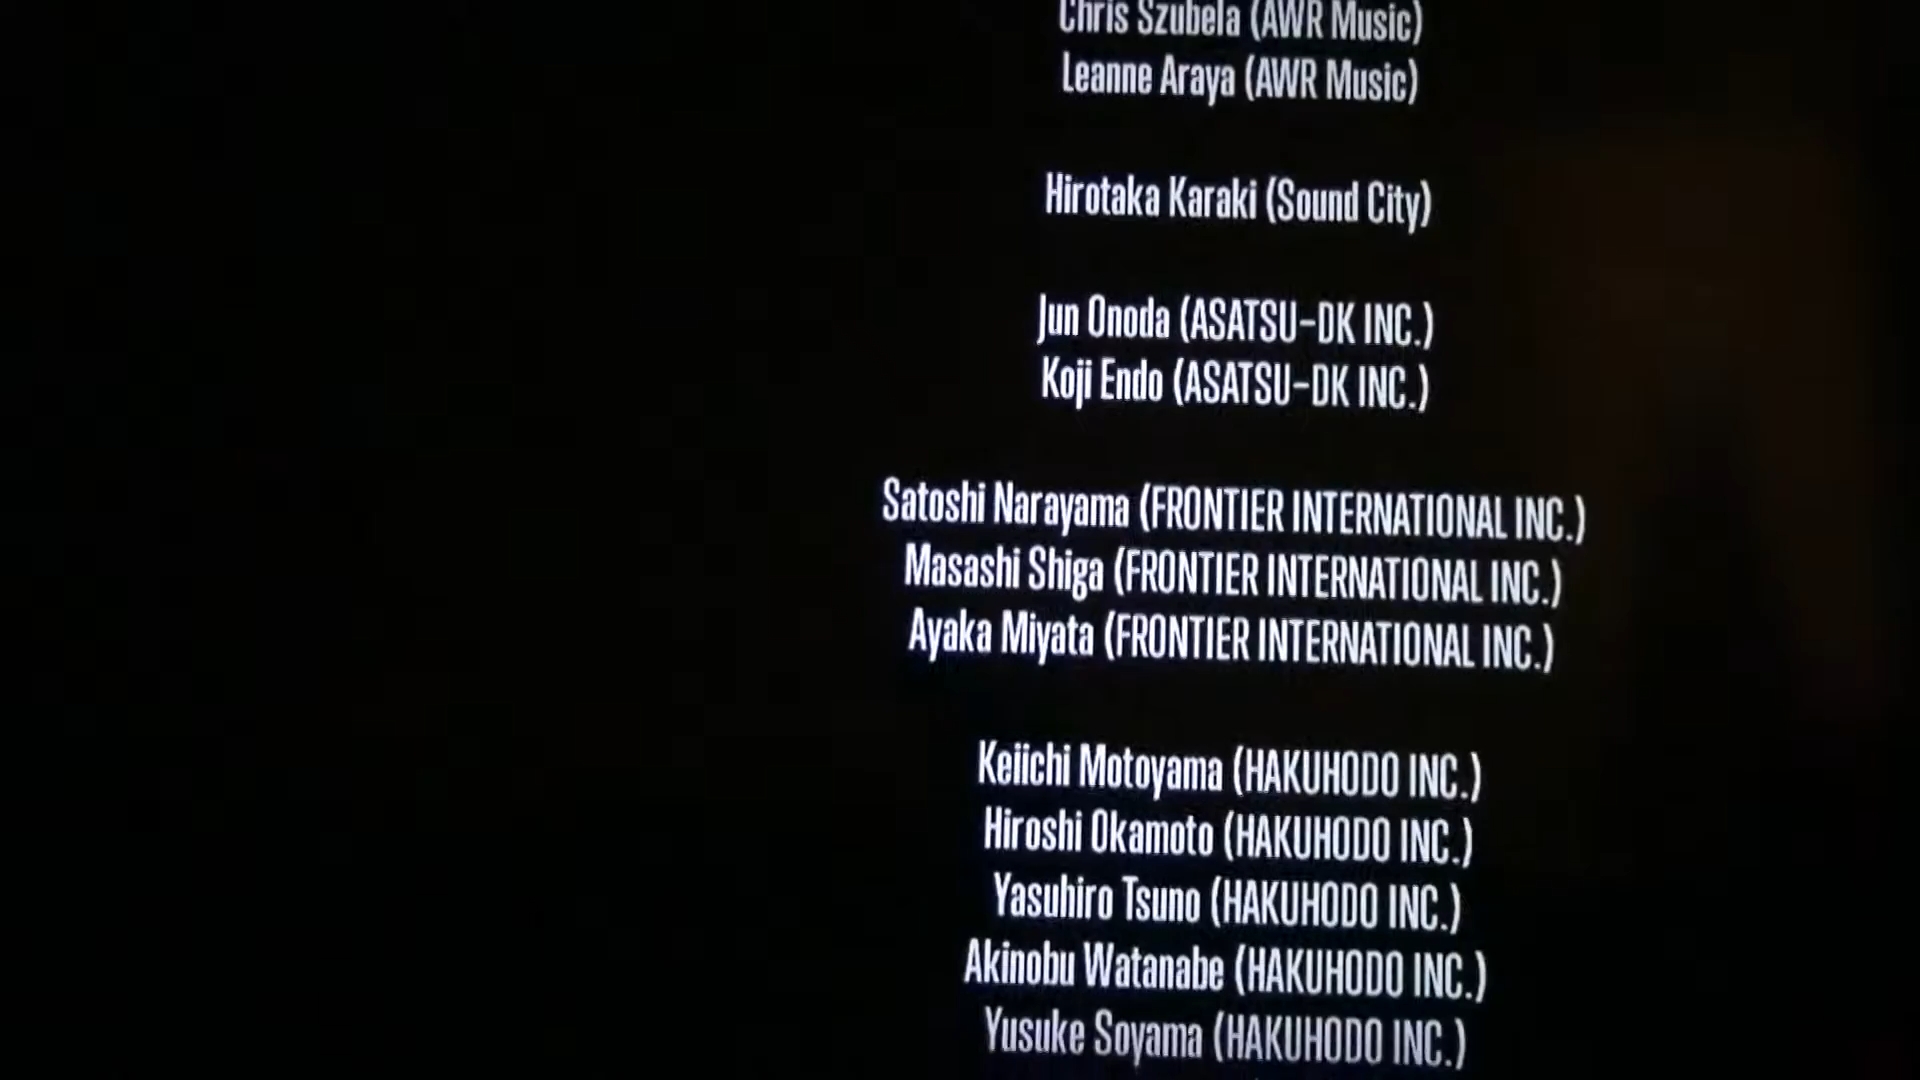 Chris Szubela (AWR Music)
Leanne Araya (AWR Music)
Hirotaka Karaki (Sound City)
Jun Onoda (ASATSU-DK INC.)
Koji Endo (ASATSU-DK INC.)
Satoshi Narayama (FRONTIER INTERNATIONAL INC.)
Masashi Shiga (FRONTIER INTERNATIONAL INC.)
Ayaka Miyata (FRONTIER INTERNATIONAL INC.)
Keiichi Motoyama (HAKUHODO INC.)
Hiroshi Okamoto (HAKUHODO INC.)
Yasuhiro Tsuno (HAKUHODO INC.)
Akinobu Watanabe (HAKUHODO INC.)
Yusuke Soyama (HAKUHODO INC.)